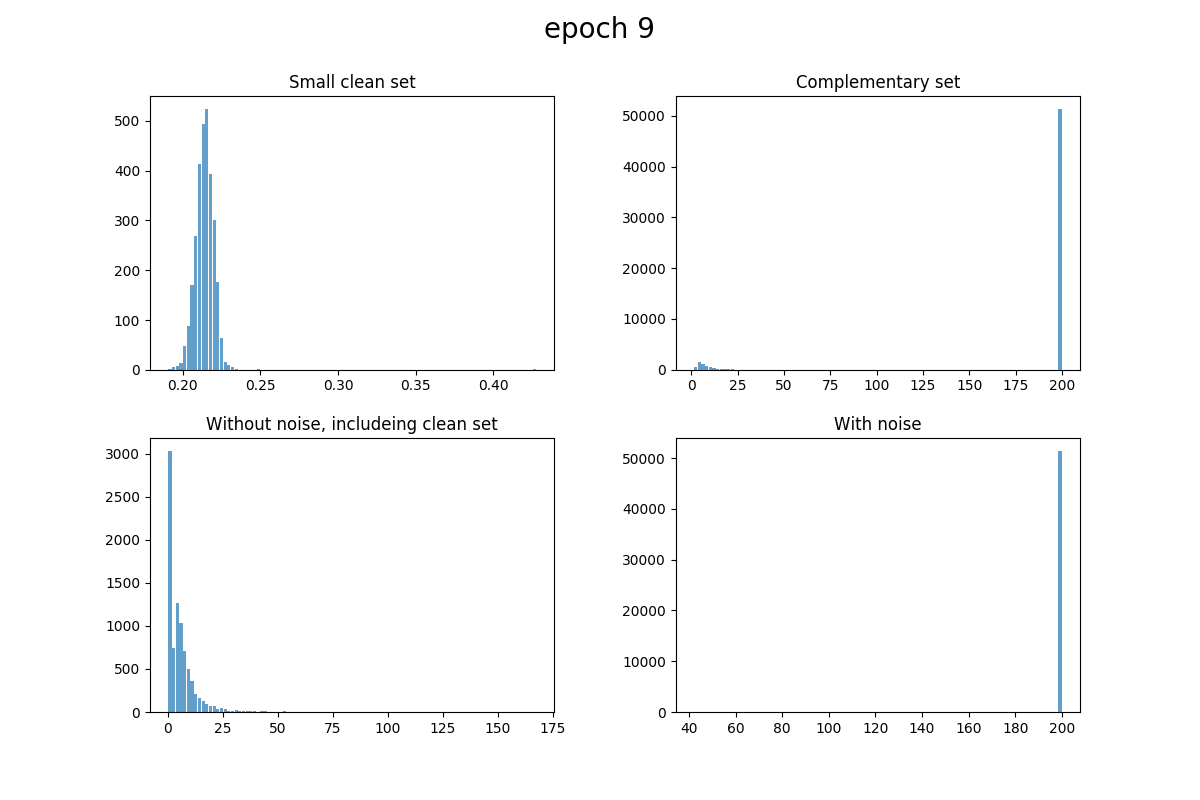 epoch 9
Small clean set
500
400
300
200
100
0
0.20 0.25 0.30 0.35 0.40
Complementary set
50000
40000
30000
20000
10000
0
0 25 50 75 100 125 150 175 200
Without noise, includeing clean set
3000
2500
2000
1500
1000
500
0
0 25 50 75 100 125 150 175
With noise
50000
40000
30000
20000
10000
0
40 60 80 100 120 140 160 180 200